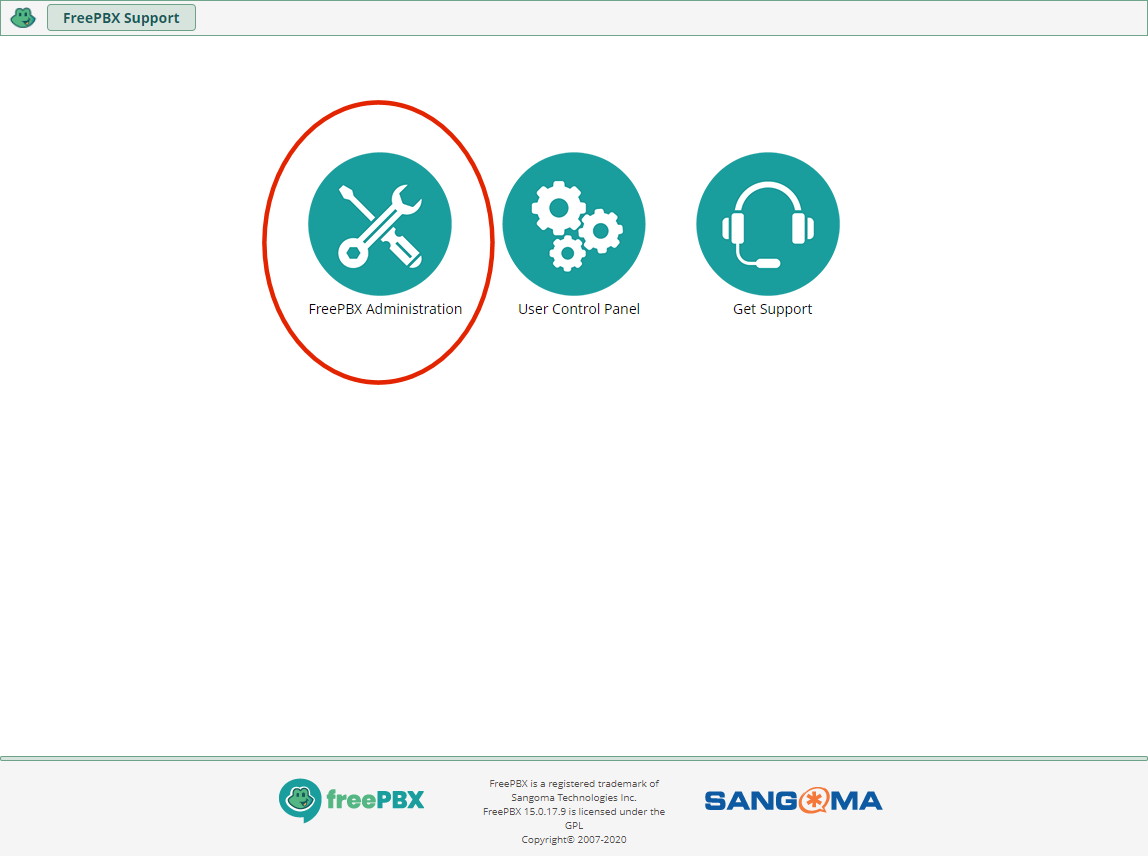 FreePBX Support
FreePBX Administration
User Control Panel
Get Support
freePBX
FreePBX is a registered trademark of
Sangoma Technologies Inc.
FreePBX 15.0.17.9 is licensed under the
GPL
Copyright© 2007-2020
SANGOMA